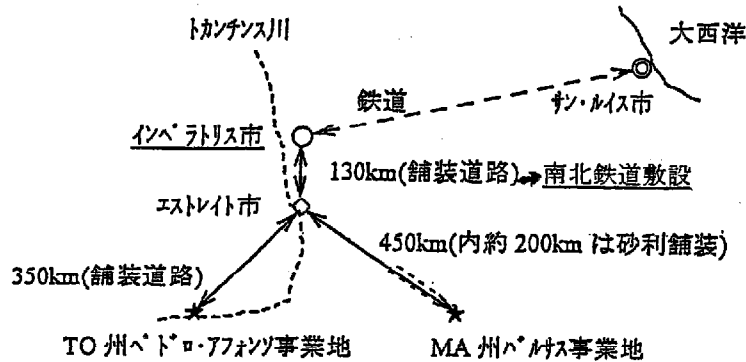 トカンチンス川
大西洋
鉄道
サン・ルイス市
インペラトリス市
130km(舗装道路)→南北鉄道敷設
エストレイト市
450km(内約200kmは砂利舗装)
350km(舗装道路)
TO州ペドロ・アフォンソ事業地
MA州バルサス事業地